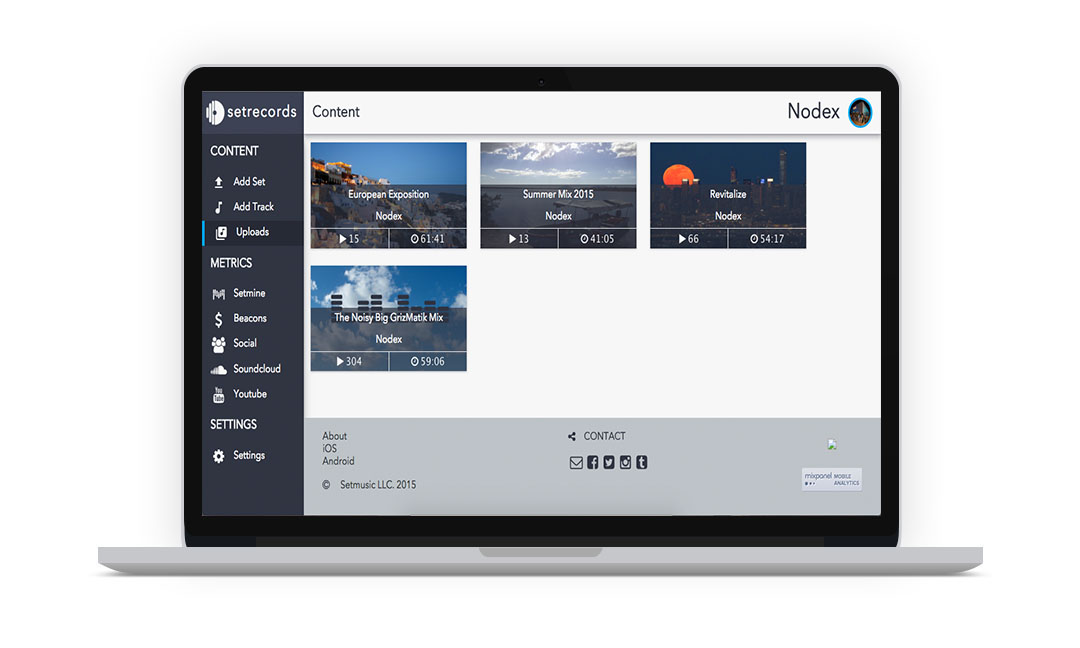 setrecords
Content
Nodex
CONTENT
Add Set
Add Track
Uploads
METRICS
Setmine
Beacons
Social
Soundcloud
Youtube
SETTINGS
Settings
European Exposition
Nodex
15
61:41
Summer Mix 2015
Nodex
13
41:05
Revitalize
Nodex
66
54:17
The Noisy Big GrizMatik Mix
Nodex
304
59:06
About
iOS
Android
© Setmusic LLC. 2015
CONTACT
mixpanel MOBILE
ANALYTICS
You
Tube